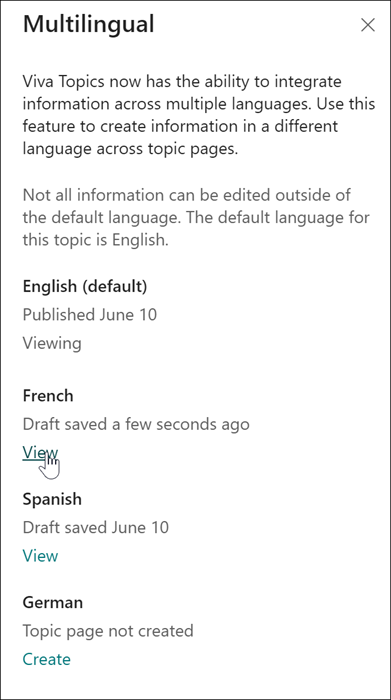 Multilingual
Viva Topics now has the ability to integrate
information across multiple languages. Use this
feature to create information in a different
language across topic pages.
Not all information can be edited outside of
the default language. The default language for
this topic is English.
English (default)
Published June 10
Viewing
French
Draft saved a few seconds ago
View
Spanish
Draft saved June 10
View
German
Topic page not created
Create